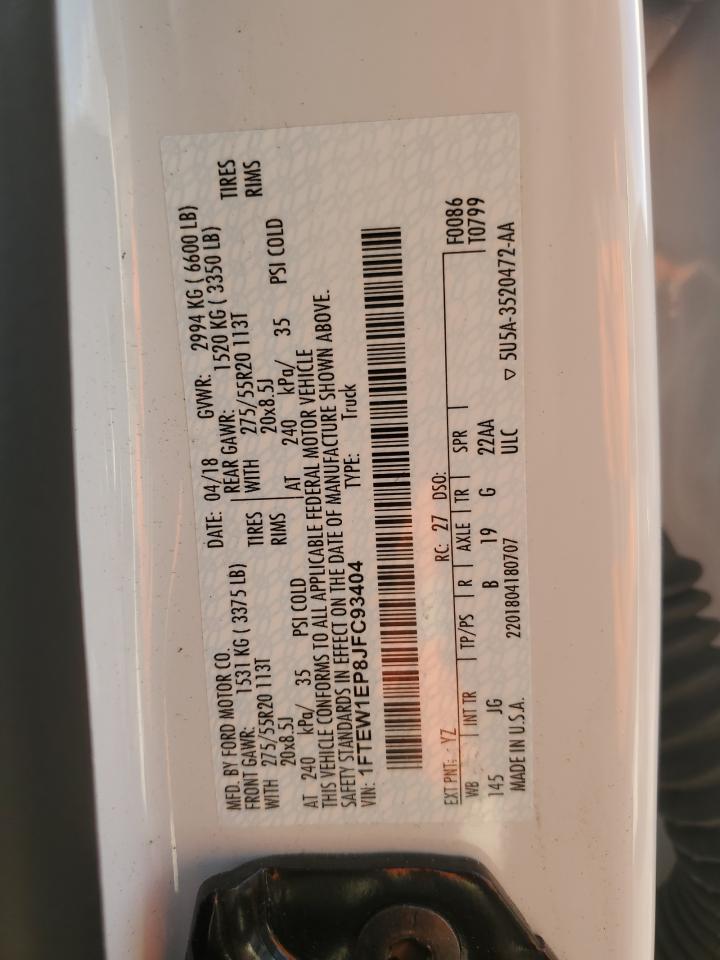 MFD. BY FORD MOTOR CO. DATE: 04/18 GVWR: 2994 KG ( 6600 LB)
FRONT GAWR: 1531 KG ( 3375 LB) REAR GAWR: 1520 KG ( 3350 LB)
WITH 275/55R20 113T TIRES WITH 275/55R20 113T TIRES
20x8.5J RIMS 20x8.5J RIMS
AT 240 kPa/ 35 PSI COLD AT 240 kPa/ 35 PSI COLD
THIS VEHICLE CONFORMS TO ALL APPLICABLE FEDERAL MOTOR VEHICLE
SAFETY STANDARDS IN EFFECT ON THE DATE OF MANUFACTURE SHOWN ABOVE.
VIN: 1FTEW1EP8JFC93404 TYPE: Truck
EXT PNT: YZ RC: 27 DSO: F0086
WB INT TR TP/PS R AXLE TR SPR T0799
145 JG B 19 G 22AA
MADE IN U.S.A. 2201804180707 ULC ▽ 5U5A-3520472-AA